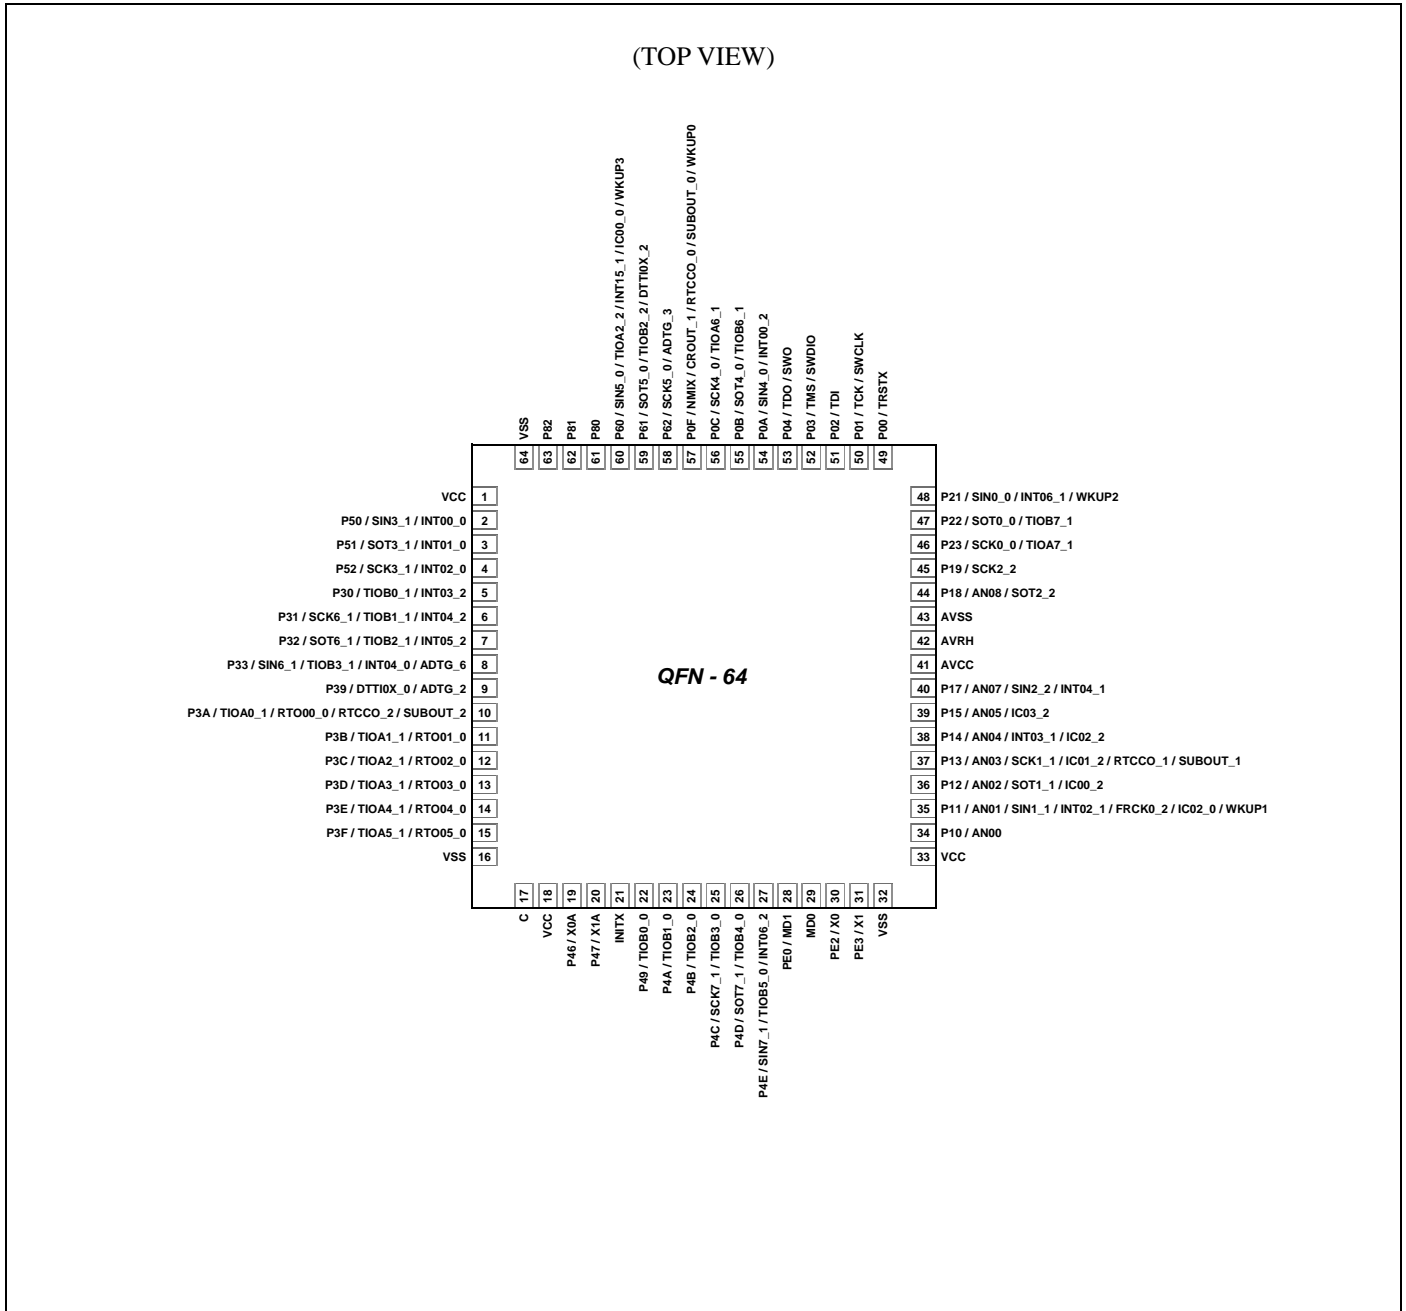 (TOP VIEW)
VSS
P82
P81
P80
P60 / SIN5_0 / TIOA2_2 / INT15_1 / IC00_0 / WKUP3
P61 / SOT5_0 / TIOB2_2 / DTTI0X_2
P62 / SCK5_0 / ADTG_3
P0F / NMIX / CROUT_1 / RTCCO_0 / SUBOUT_0 / WKUP0
P0C / SCK4_0 / TIOA6_1
P0B / SOT4_0 / TIOB6_1
P0A / SIN4_0 / INT00_2
P04 / TDO / SWO
P03 / TMS / SWDIO
P02 / TDI
P01 / TCK / SWCLK
P00 / TRSTX
64
63
62
61
60
59
58
57
56
55
54
53
52
51
50
49
VCC 1
P50 / SIN3_1 / INT00_0 2
P51 / SOT3_1 / INT01_0 3
P52 / SCK3_1 / INT02_0 4
P30 / TIOB0_1 / INT03_2 5
P31 / SCK6_1 / TIOB1_1 / INT04_2 6
P32 / SOT6_1 / TIOB2_1 / INT05_2 7
P33 / SIN6_1 / TIOB3_1 / INT04_0 / ADTG_6 8
P39 / DTTI0X_0 / ADTG_2 9
P3A / TIOA0_1 / RTO00_0 / RTCCO_2 / SUBOUT_2 10
P3B / TIOA1_1 / RTO01_0 11
P3C / TIOA2_1 / RTO02_0 12
P3D / TIOA3_1 / RTO03_0 13
P3E / TIOA4_1 / RTO04_0 14
P3F / TIOA5_1 / RTO05_0 15
VSS 16
QFN - 64
48 P21 / SIN0_0 / INT06_1 / WKUP2
47 P22 / SOT0_0 / TIOB7_1
46 P23 / SCK0_0 / TIOA7_1
45 P19 / SCK2_2
44 P18 / AN08 / SOT2_2
43 AVSS
42 AVRH
41 AVCC
40 P17 / AN07 / SIN2_2 / INT04_1
39 P15 / AN05 / IC03_2
38 P14 / AN04 / INT03_1 / IC02_2
37 P13 / AN03 / SCK1_1 / IC01_2 / RTCCO_1 / SUBOUT_1
36 P12 / AN02 / SOT1_1 / IC00_2
35 P11 / AN01 / SIN1_1 / INT02_1 / FRCK0_2 / IC02_0 / WKUP1
34 P10 / AN00
33 VCC
17
18
19
20
21
22
23
24
25
26
27
28
29
30
31
32
C
VCC
P46 / X0A
P47 / X1A
INITX
P49 / TIOB0_0
P4A / TIOB1_0
P4B / TIOB2_0
P4C / SCK7_1 / TIOB3_0
P4D / SOT7_1 / TIOB4_0
P4E / SIN7_1 / TIOB5_0 / INT06_2
PE0 / MD1
MD0
PE2 / X0
PE3 / X1
VSS